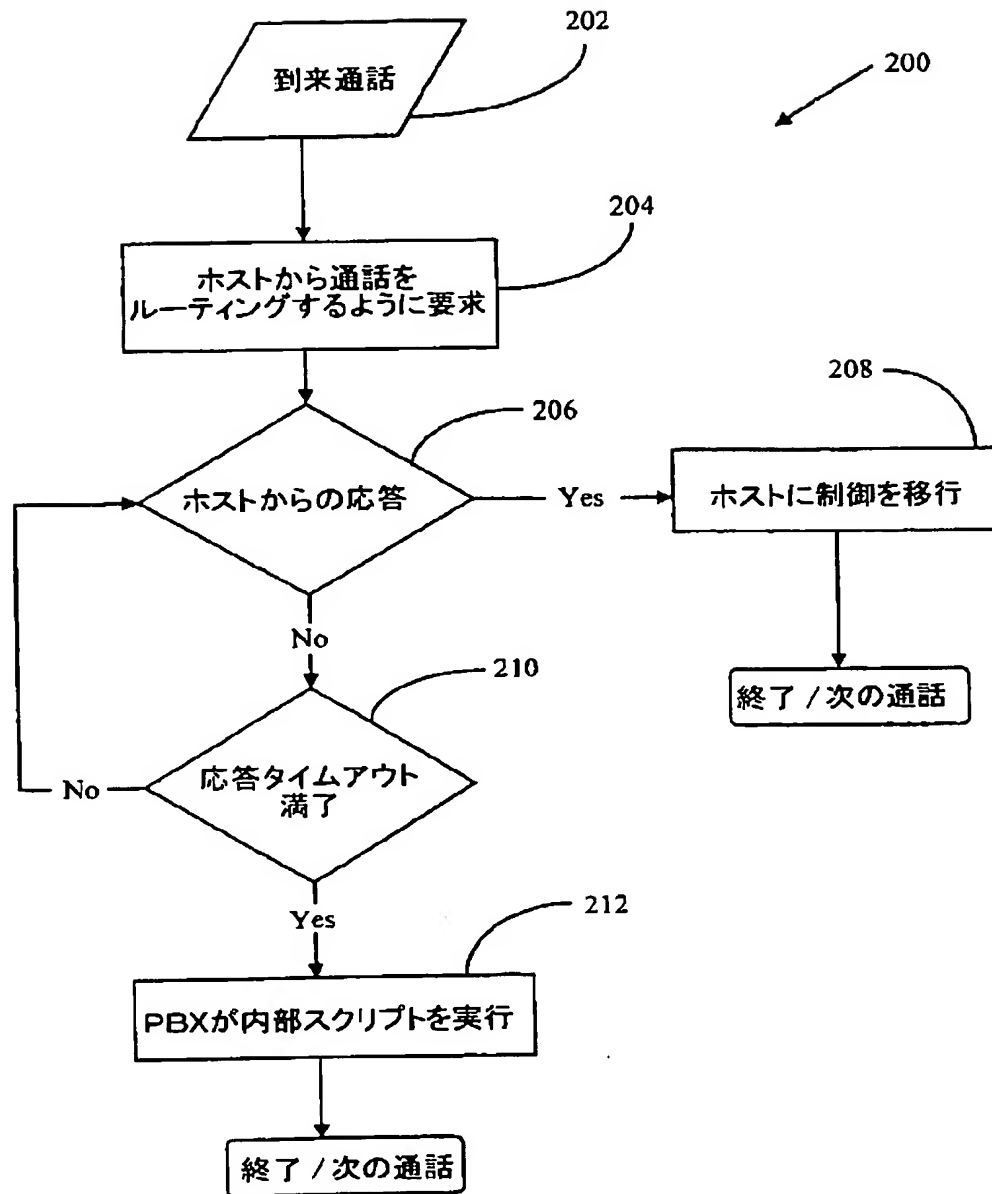 202
到来通話
200
204
ホストから通話を
ルーティングするように要求
206
208
ホストからの応答
Yes
ホストに制御を移行
No
210
終了 / 次の通話
応答タイムアウト
満了
No
Yes
212
PBXが内部スクリプトを実行
終了 / 次の通話